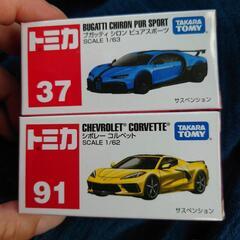 トミカ
37
BUGATTI CHIRON PUR SPORT
ブガッティ シロン ピュアスポーツ
SCALE 1/63
TAKARA
TOMY
サスペンション
トミカ
91
CHEVROLET® CORVETTE®
シボレー コルベット
SCALE 1/62
TAKARA
TOMY
サスペンション